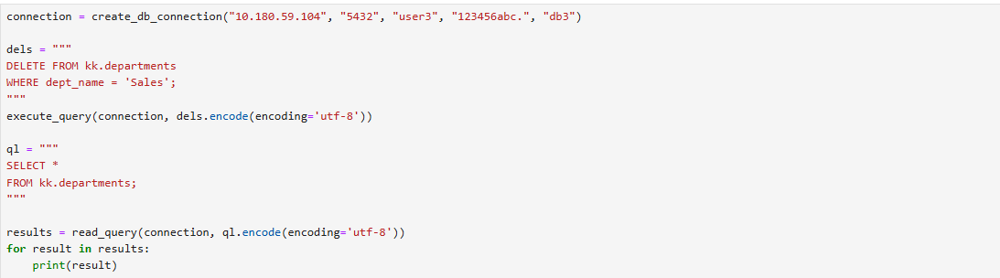 connection = create_db_connection("10.180.59.104", "5432", "user3", "123456abc.", "db3")
dels = """
DELETE FROM kk.departments
WHERE dept_name = 'Sales';
"""
execute_query(connection, dels.encode(encoding='utf-8'))
ql = """
SELECT *
FROM kk.departments;
"""
results = read_query(connection, ql.encode(encoding='utf-8'))
for result in results:
    print(result)